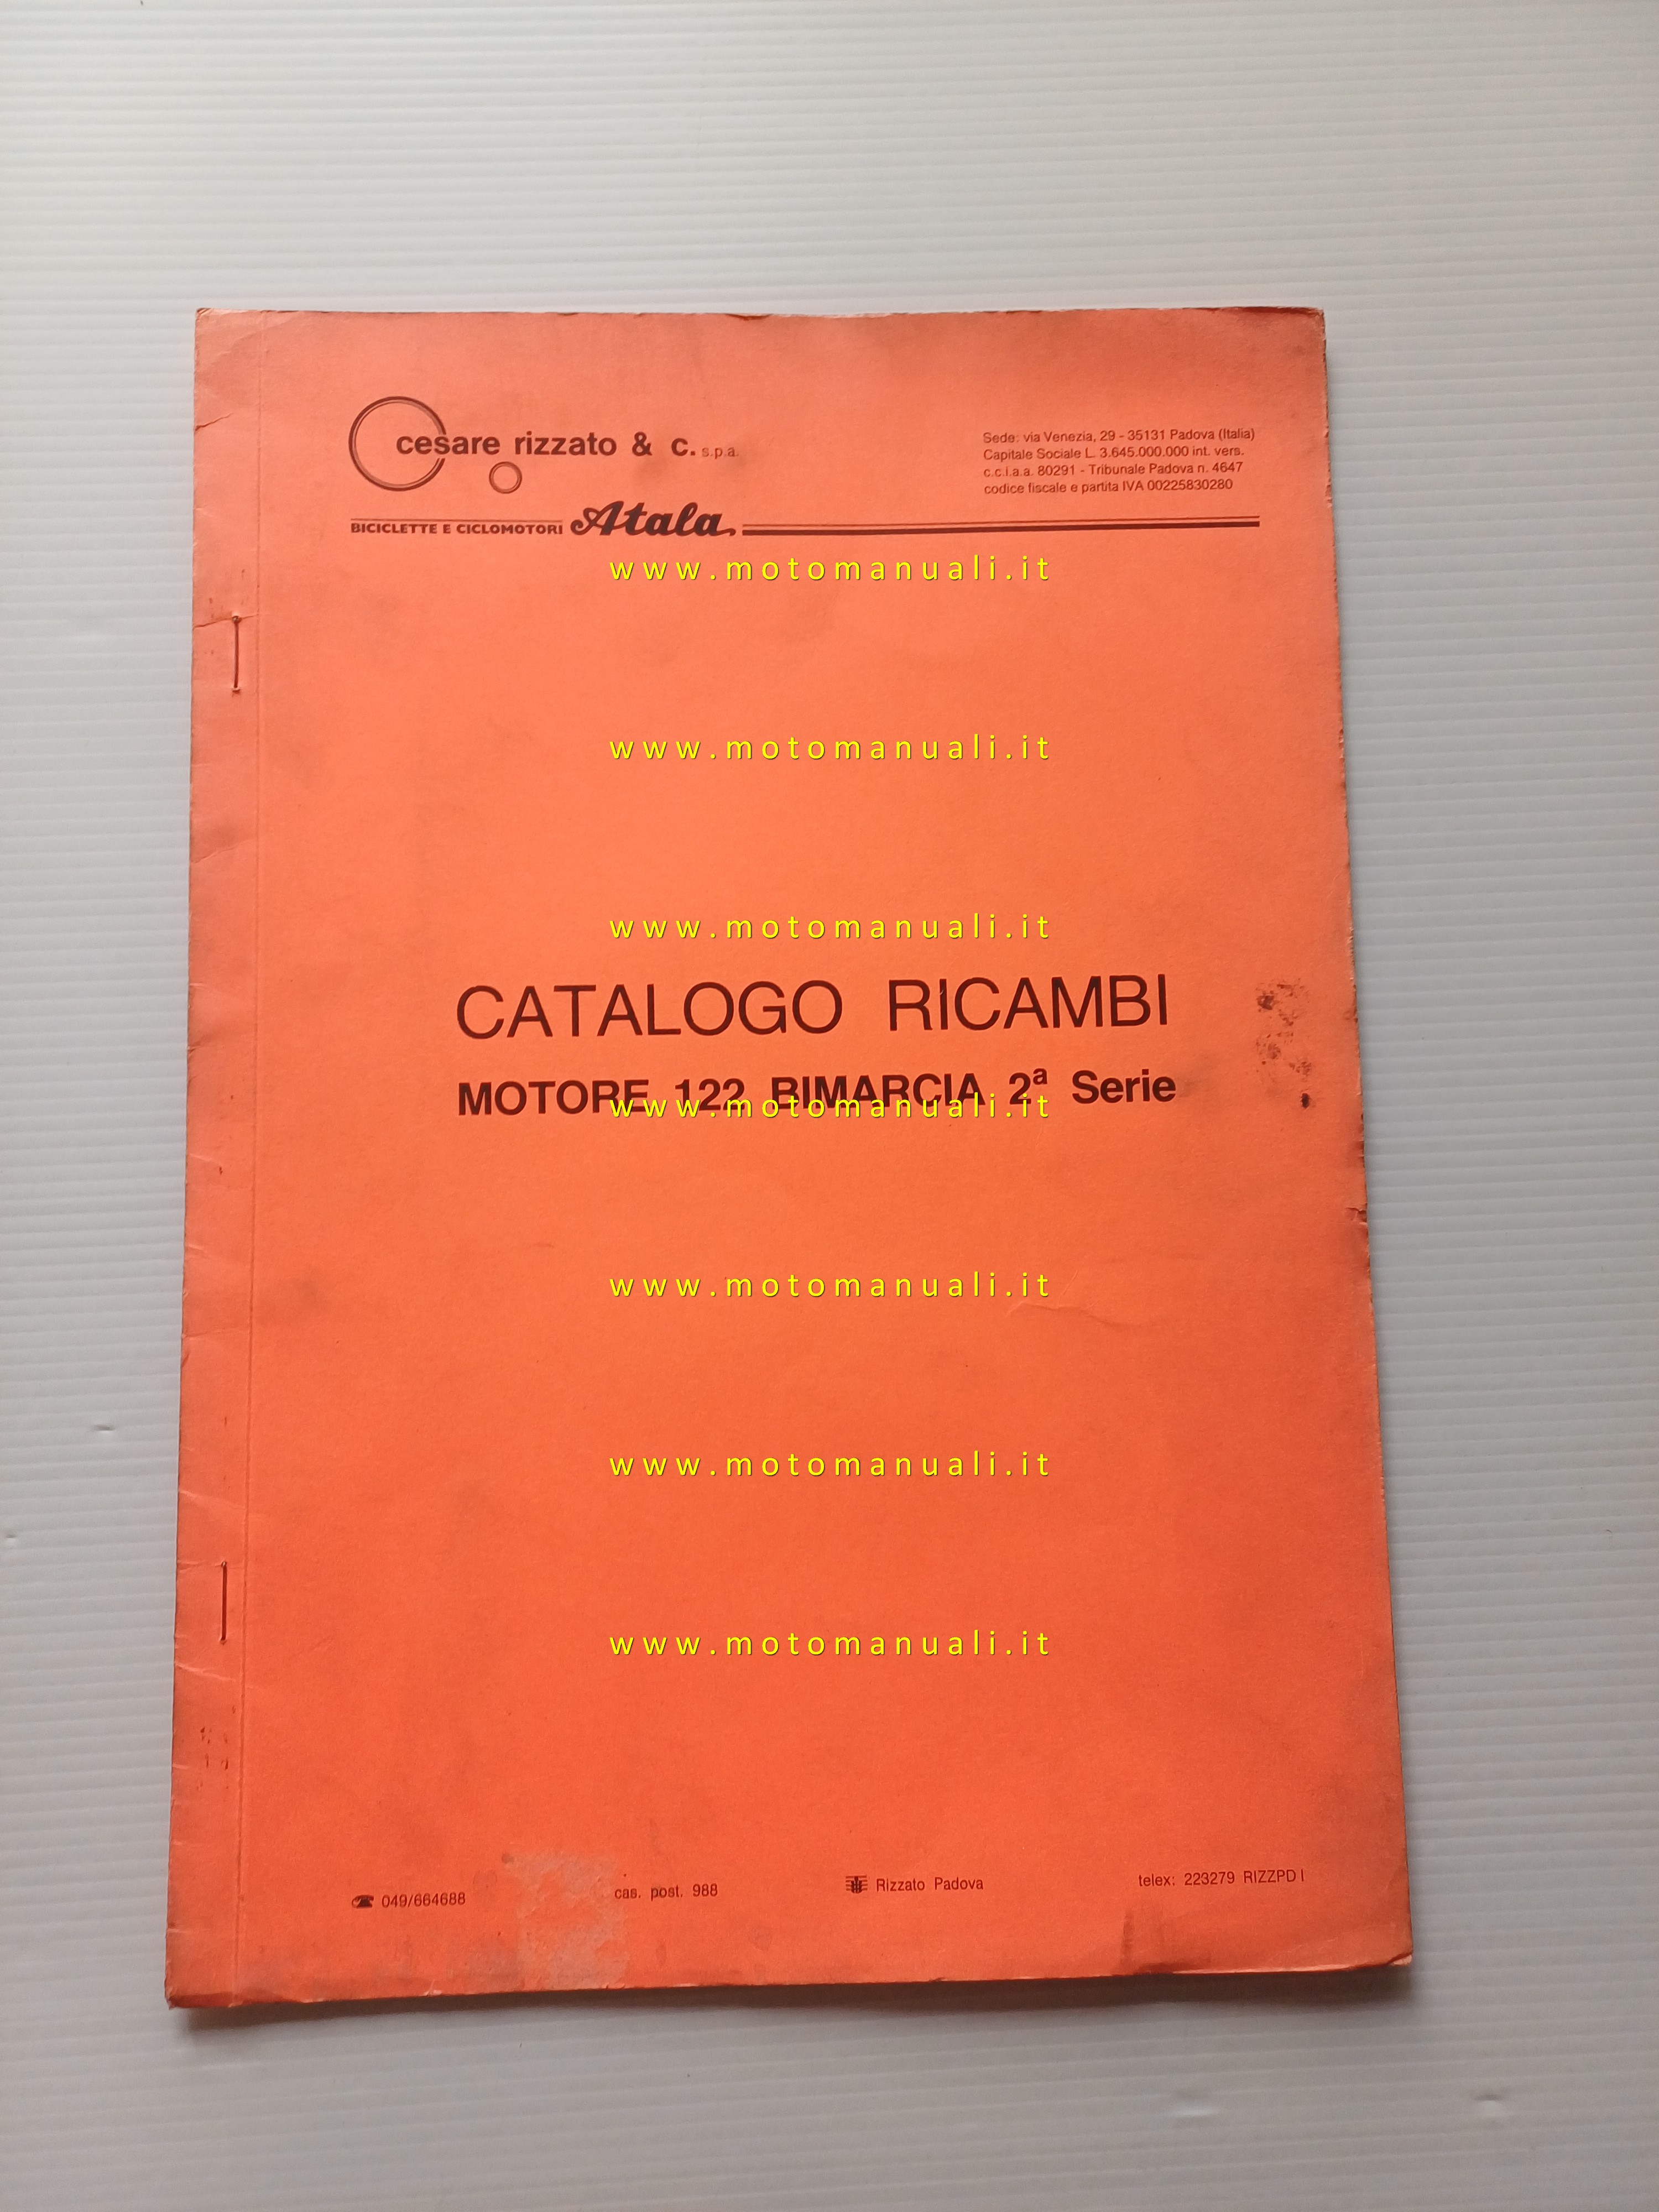 cesare rizzato & c. s.p.a.
Sede: via Venezia, 29 - 35131 Padova (Italia)
Capitale Sociale L. 3.645.000.000 int. vers.
c.c.i.a.a. 80291 - Tribunale Padova n. 4647
codice fiscale e partita IVA 00225830280
BICICLETTE E CICLOMOTORI Atala
www.motomanuali.it
www.motomanuali.it
www.motomanuali.it
CATALOGO RICAMBI
MOTORE 122 BIMARCIA 2ª Serie
www.motomanuali.it
www.motomanuali.it
www.motomanuali.it
www.motomanuali.it
049/664688
cas. post. 988
Rizzato Padova
telex: 223279 RIZZPD I